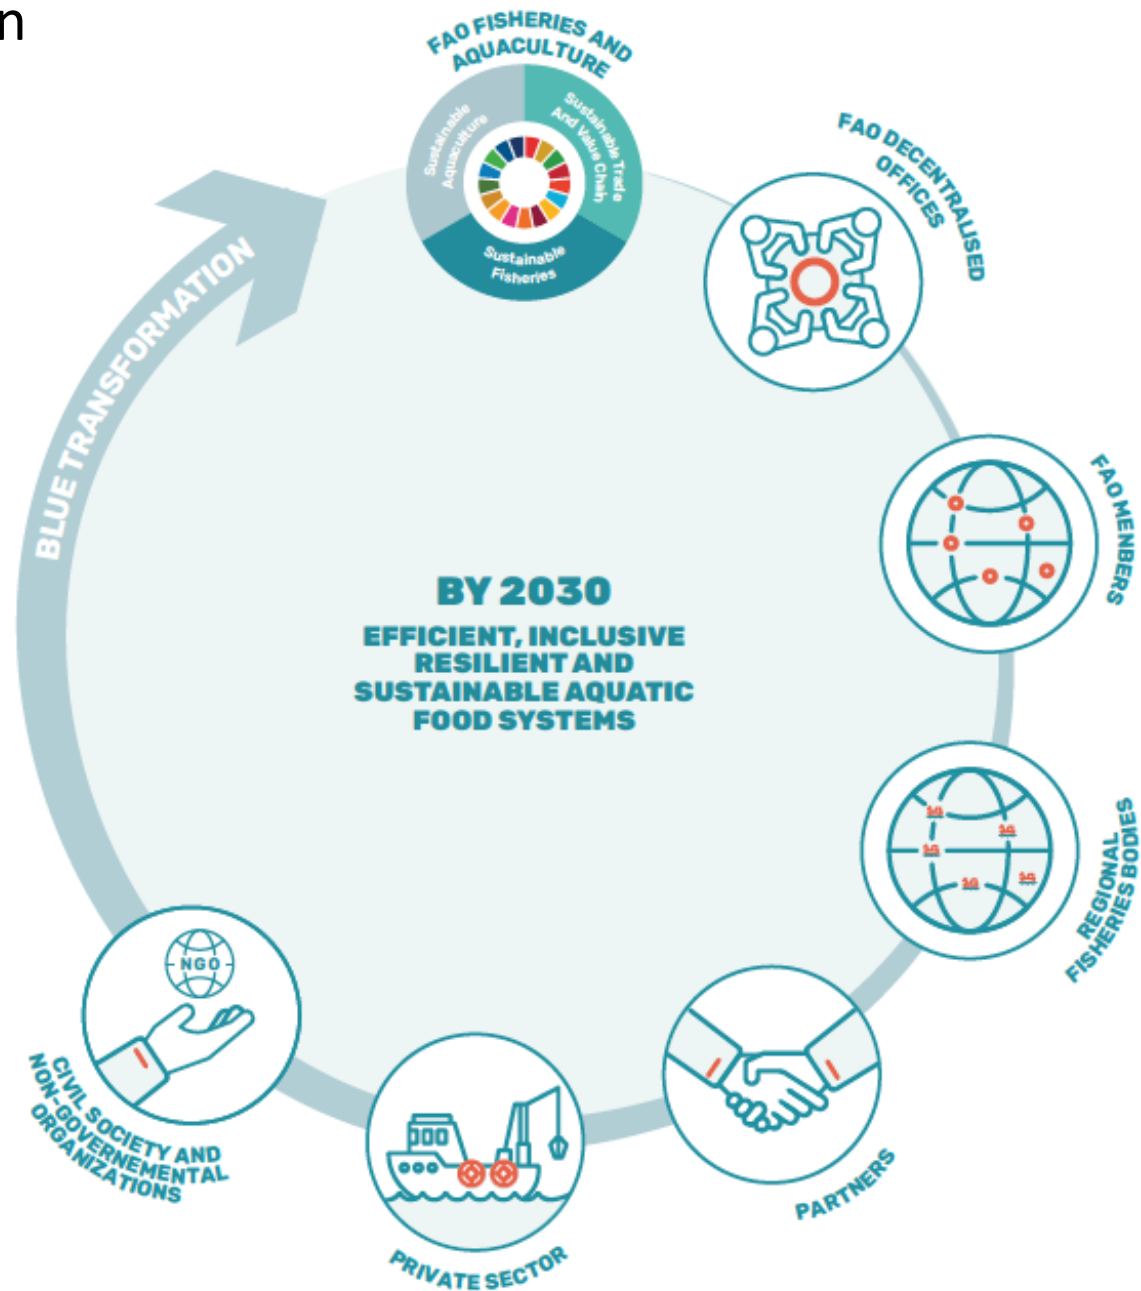 n
FAO FISHERIES AND
AQUACULTURE
Sustainable
Aquaculture
Sustainable Trade
And Value Chain
Sustainable
Fisheries
FAO DECENTRALISED
OFFICES
FAO MENBERS
REGIONAL
FISHERIES BODIES
PARTNERS
PRIVATE SECTOR
NGO
CIVIL SOCIETY AND
NON-GOVERNEMENTAL
ORGANIZATIONS
BLUE TRANSFORMATION
BY 2030
EFFICIENT, INCLUSIVE
RESILIENT AND
SUSTAINABLE AQUATIC
FOOD SYSTEMS